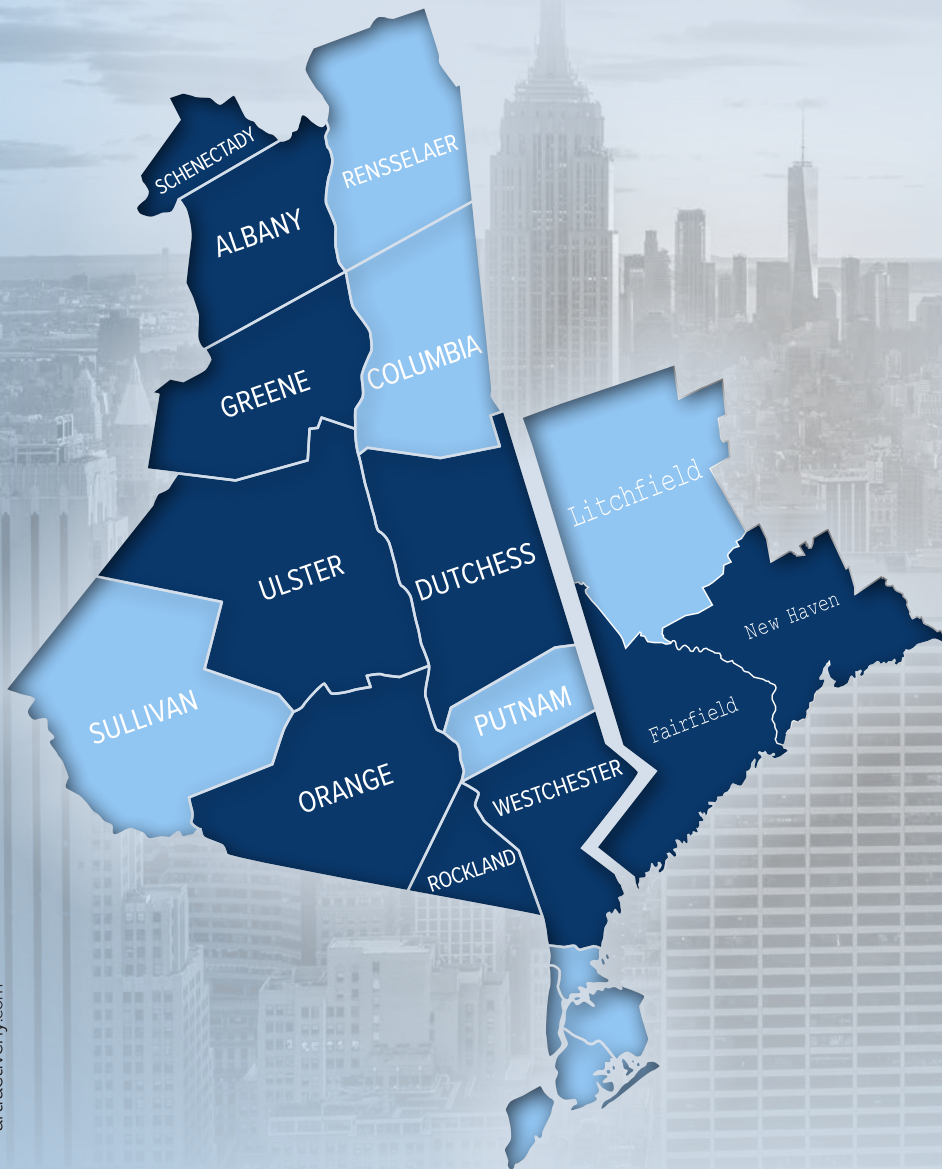 SCHENECTADY
RENSSELAER
ALBANY
COLUMBIA
GREENE
Litchfield
ULSTER
DUTCHESS
New Haven
SULLIVAN
PUTNAM
Fairfield
ORANGE
WESTCHESTER
ROCKLAND